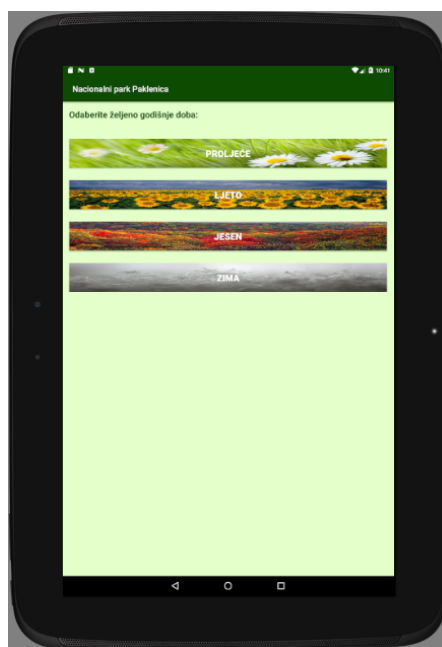 10:41
Nacionalni park Paklenica
Odaberite željeno godišnje doba:
PROLJEĆE
LJETO
JESEN
ZIMA